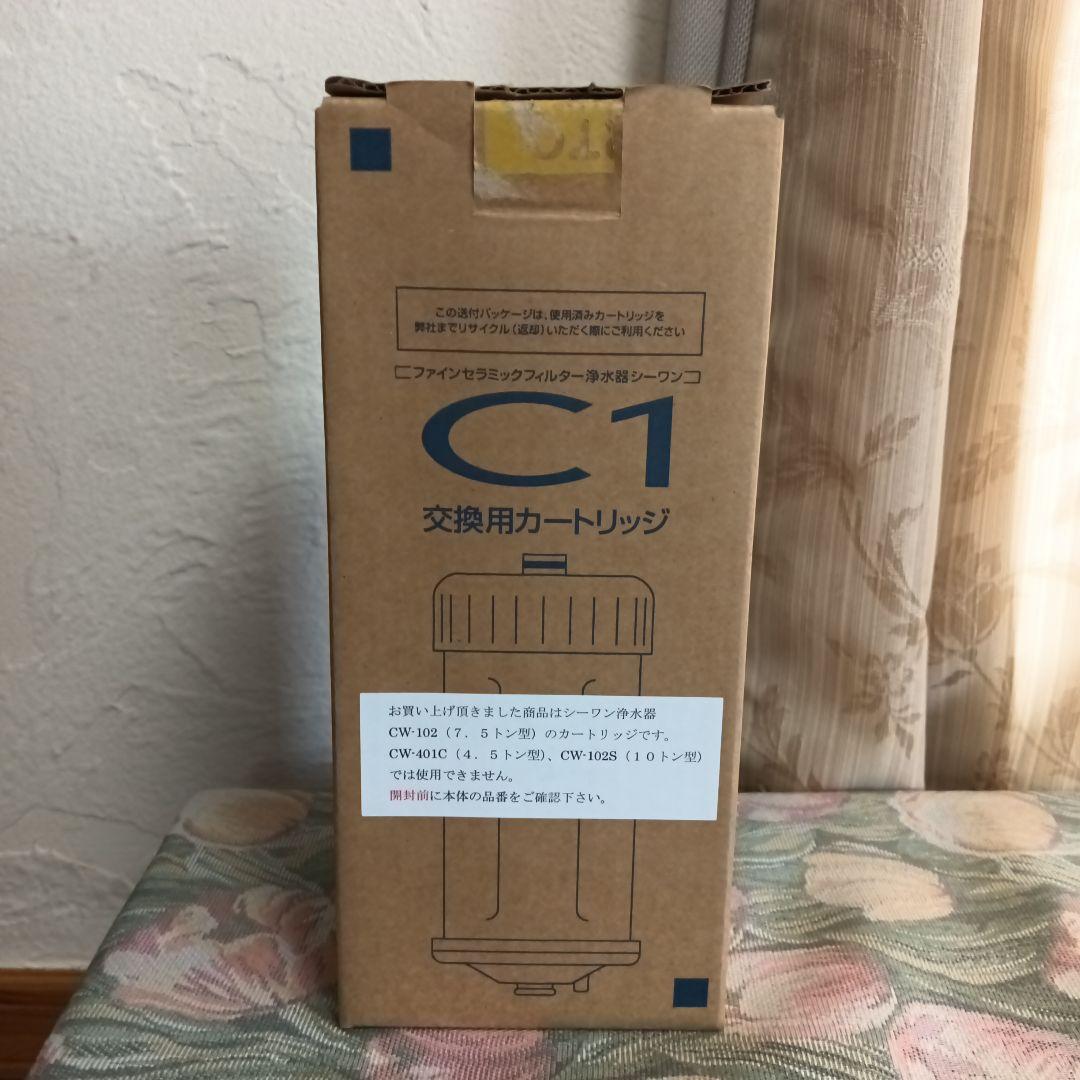 この送付パッケージは、使用済みカートリッジを
弊社までリサイクル(返却)いただく際にご利用ください
ファインセラミックフィルター浄水器シーワン
C1
交換用カートリッジ
お買い上げ頂きました商品はシーワン浄水器
CW-102(7.5トン型)のカートリッジです。
CW-401C(4.5トン型)、CW-102S(10トン型)
では使用できません。
開封前に本体の品番をご確認下さい。